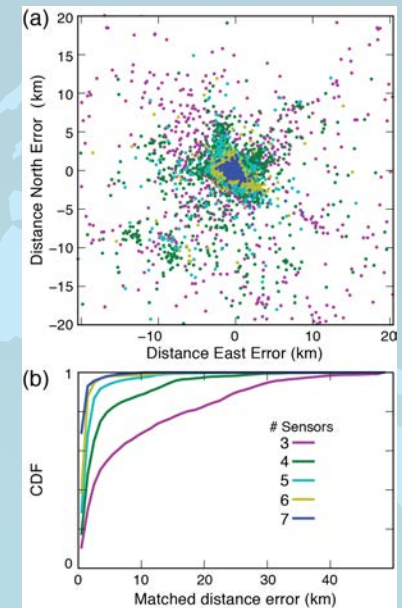 (a)
20
15
10
5
0
−5
−10
−15
−20
Distance North Error (km)
−10 0 10 20
Distance East Error (km)
(b)
1
0
CDF
# Sensors
3
4
5
6
7
0 10 20 30 40
Matched distance error (km)